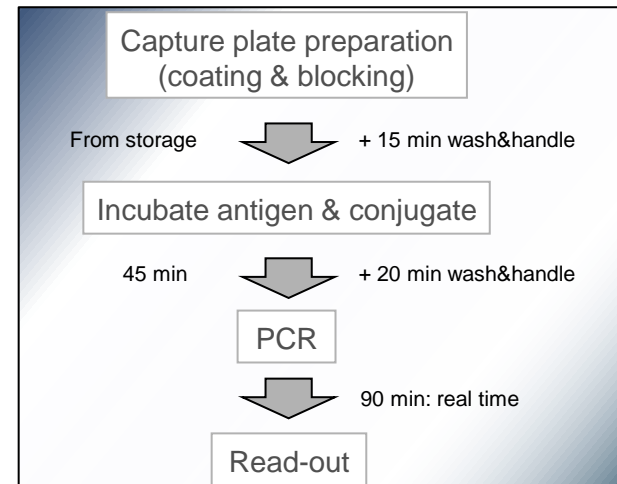 Capture plate preparation
(coating & blocking)
From storage
+ 15 min wash&handle
Incubate antigen & conjugate
45 min
+ 20 min wash&handle
PCR
90 min: real time
Read-out